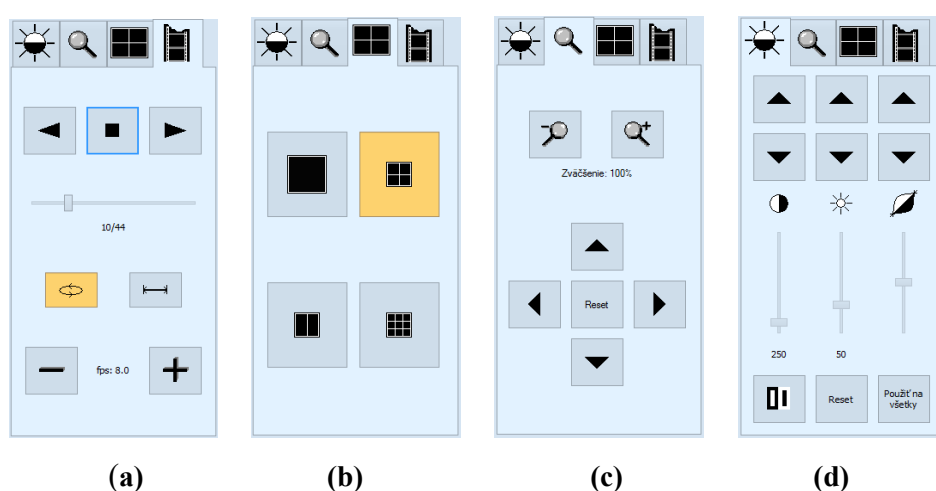 10/44
fps: 8.0
Zväčšenie: 100%
Reset
250 50
Reset
Použiť na
všetky
(a) (b) (c) (d)